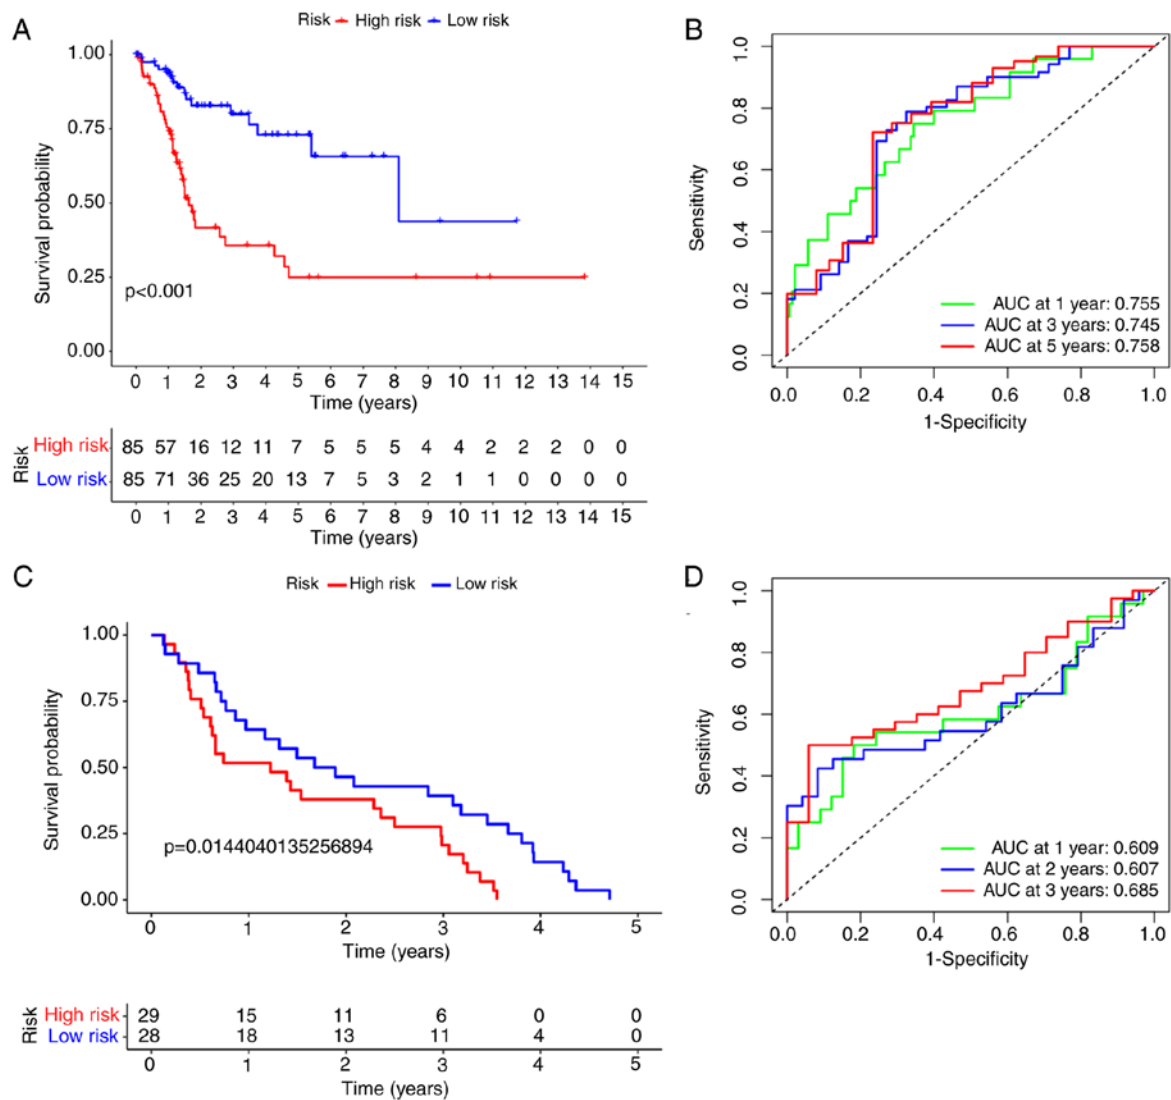 A
Risk High risk Low risk
Survival probability
1.00
0.75
0.50
0.25
0.00
p<0.001
0 1 2 3 4 5 6 7 8 9 10 11 12 13 14 15
Time (years)
Risk
High risk 85 57 16 12 11 7 5 5 5 4 4 2 2 2 0 0
Low risk 85 71 36 25 20 13 7 5 3 2 1 1 0 0 0 0
0 1 2 3 4 5 6 7 8 9 10 11 12 13 14 15
Time (years)
B
Sensitivity
1.0
0.8
0.6
0.4
0.2
0.0
AUC at 1 year: 0.755
AUC at 3 years: 0.745
AUC at 5 years: 0.758
0.0 0.2 0.4 0.6 0.8 1.0
1-Specificity
C
Risk High risk Low risk
Survival probability
1.00
0.75
0.50
0.25
0.00
p=0.0144040135256894
0 1 2 3 4 5
Time (years)
Risk
High risk 29 15 11 6 0 0
Low risk 28 18 13 11 4 0
0 1 2 3 4 5
Time (years)
D
Sensitivity
1.0
0.8
0.6
0.4
0.2
0.0
AUC at 1 year: 0.609
AUC at 2 years: 0.607
AUC at 3 years: 0.685
0.0 0.2 0.4 0.6 0.8 1.0
1-Specificity